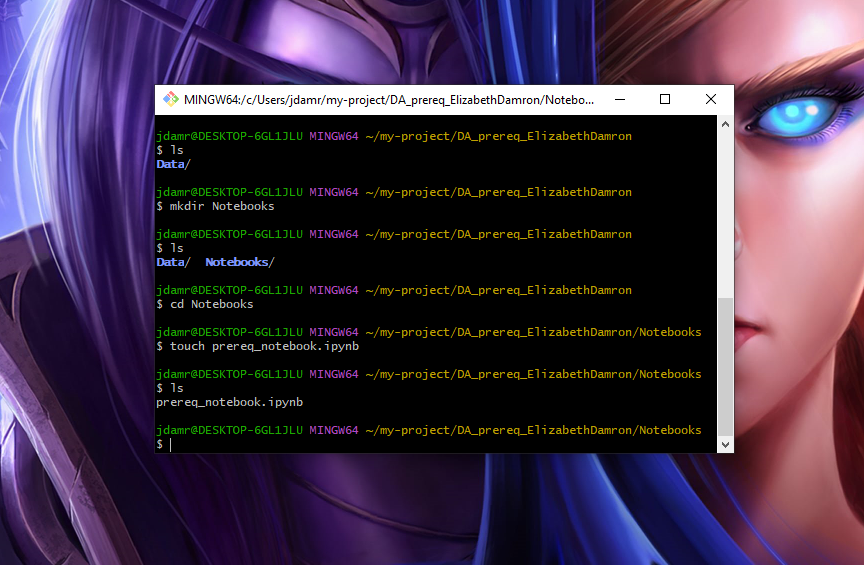 MINGW64:/c/Users/jdamr/my-project/DA_prereq_ElizabethDamron/Notebo...
jdamr@DESKTOP-6GL1JLU MINGW64 ~/my-project/DA_prereq_ElizabethDamron
$ ls
Data/
jdamr@DESKTOP-6GL1JLU MINGW64 ~/my-project/DA_prereq_ElizabethDamron
$ mkdir Notebooks
jdamr@DESKTOP-6GL1JLU MINGW64 ~/my-project/DA_prereq_ElizabethDamron
$ ls
Data/  Notebooks/
jdamr@DESKTOP-6GL1JLU MINGW64 ~/my-project/DA_prereq_ElizabethDamron
$ cd Notebooks
jdamr@DESKTOP-6GL1JLU MINGW64 ~/my-project/DA_prereq_ElizabethDamron/Notebooks
$ touch prereq_notebook.ipynb
jdamr@DESKTOP-6GL1JLU MINGW64 ~/my-project/DA_prereq_ElizabethDamron/Notebooks
$ ls
prereq_notebook.ipynb
jdamr@DESKTOP-6GL1JLU MINGW64 ~/my-project/DA_prereq_ElizabethDamron/Notebooks
$